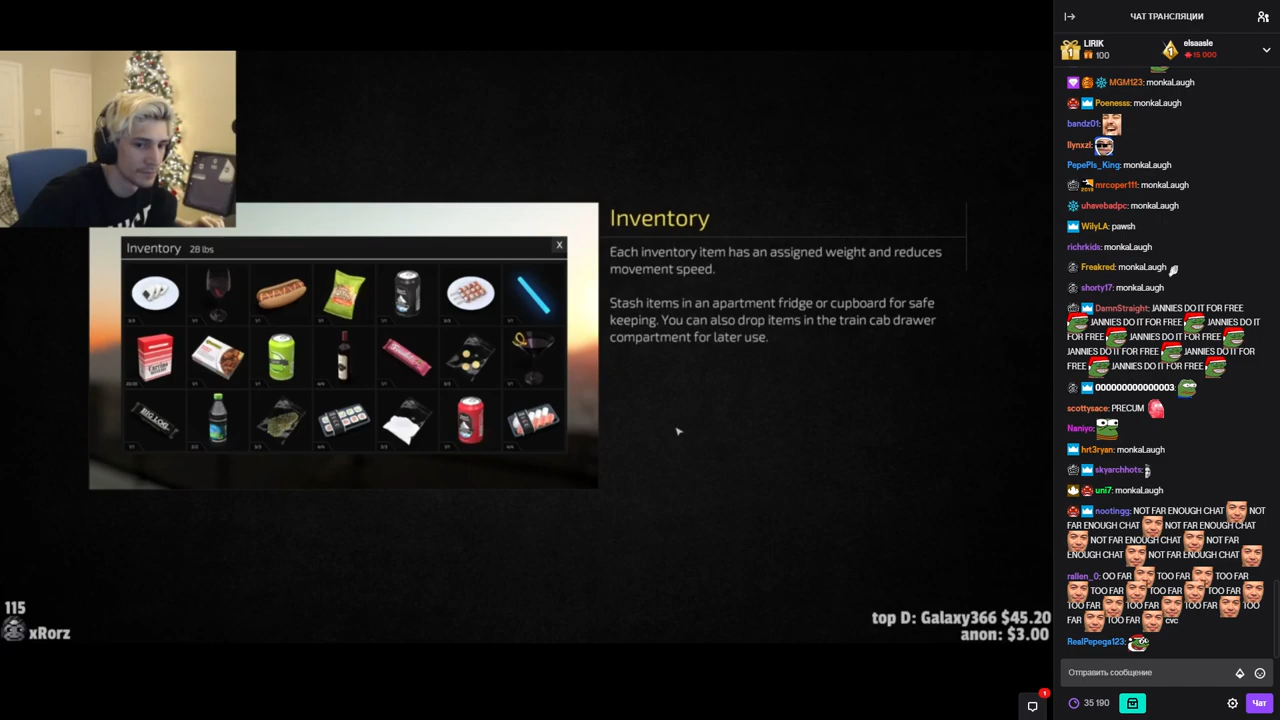 Inventory 28 lbs
X
Inventory
Each inventory item has an assigned weight and reduces
movement speed.
Stash items in an apartment fridge or cupboard for safe
keeping. You can also drop items in the train cab drawer
compartment for later use.
BIG LOG
115
xRorz
top D: Galaxy366 $45.20
anon: $3.00
ЧАТ ТРАНСЛЯЦИИ
1 LIRIK
100
1 elsaasle
15 000
MGM123: monkaLaugh
Poenesss: monkaLaugh
bandz01:
llynxzl:
PepePls_King: monkaLaugh
mrcoper111: monkaLaugh
uhavebadpc: monkaLaugh
WilyLA: pawsh
richrkids: monkaLaugh
Freakred: monkaLaugh
shorty17: monkaLaugh
DamnStraight: JANNIES DO IT FOR FREE
JANNIES DO IT FOR FREE JANNIES DO IT
FOR FREE JANNIES DO IT FOR FREE
JANNIES DO IT FOR FREE JANNIES DO IT FOR
FREE JANNIES DO IT FOR FREE
000000000000003:
scottysace: PRECUM
Naniyo:
hrt3ryan: monkaLaugh
skyarchhots:
uni7: monkaLaugh
nootingg: NOT FAR ENOUGH CHAT NOT
FAR ENOUGH CHAT NOT FAR ENOUGH CHAT
NOT FAR ENOUGH CHAT NOT FAR
ENOUGH CHAT NOT FAR ENOUGH CHAT
rallen_0: OO FAR TOO FAR TOO FAR
TOO FAR TOO FAR TOO FAR
TOO FAR TOO FAR TOO FAR TOO
FAR TOO FAR TOO FAR cvc
RealPepega123:
Отправить сообщение
1
35 190
Чат